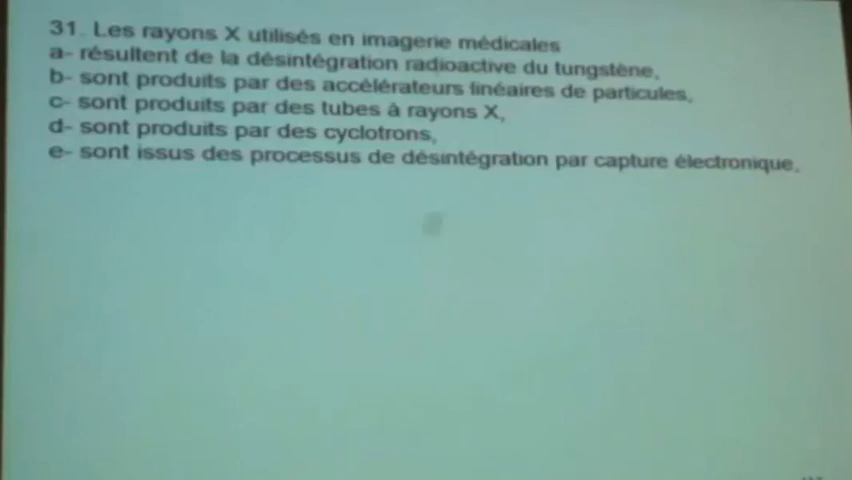 31. Les rayons X utilisés en imagerie médicales
a- résultent de la désintégration radioactive du tungstène,
b- sont produits par des accélérateurs linéaires de particules,
c- sont produits par des tubes à rayons X,
d- sont produits par des cyclotrons,
e- sont issus des processus de désintégration par capture électronique,